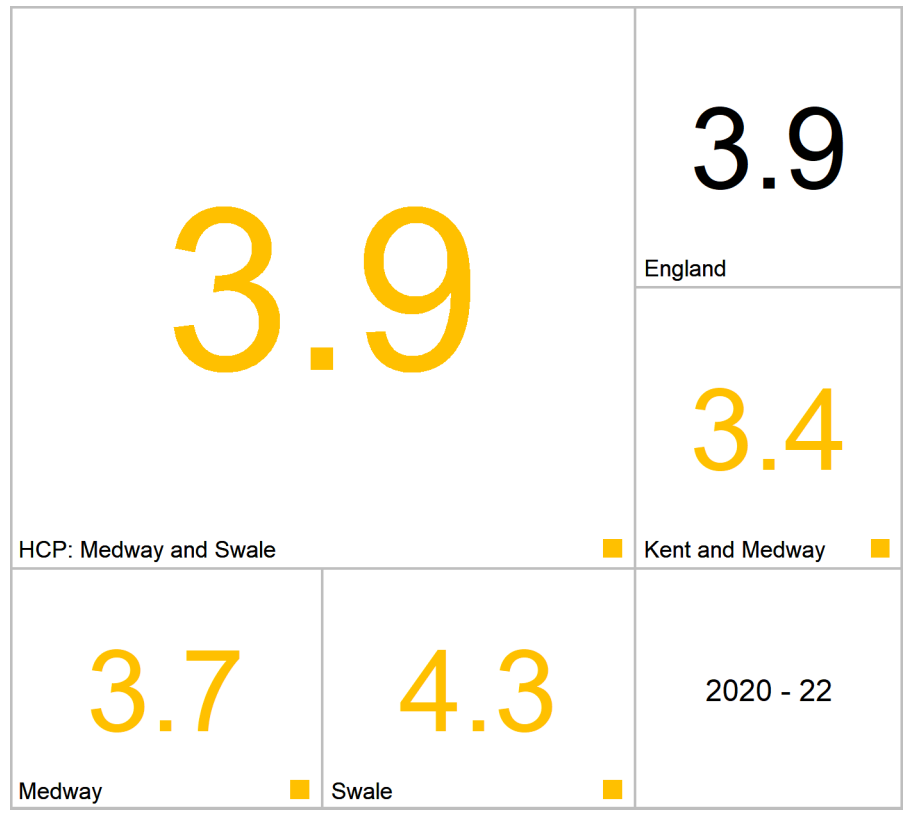 3.9
HCP: Medway and Swale
3.9
England
3.4
Kent and Medway
3.7
Medway
4.3
Swale
2020 - 22